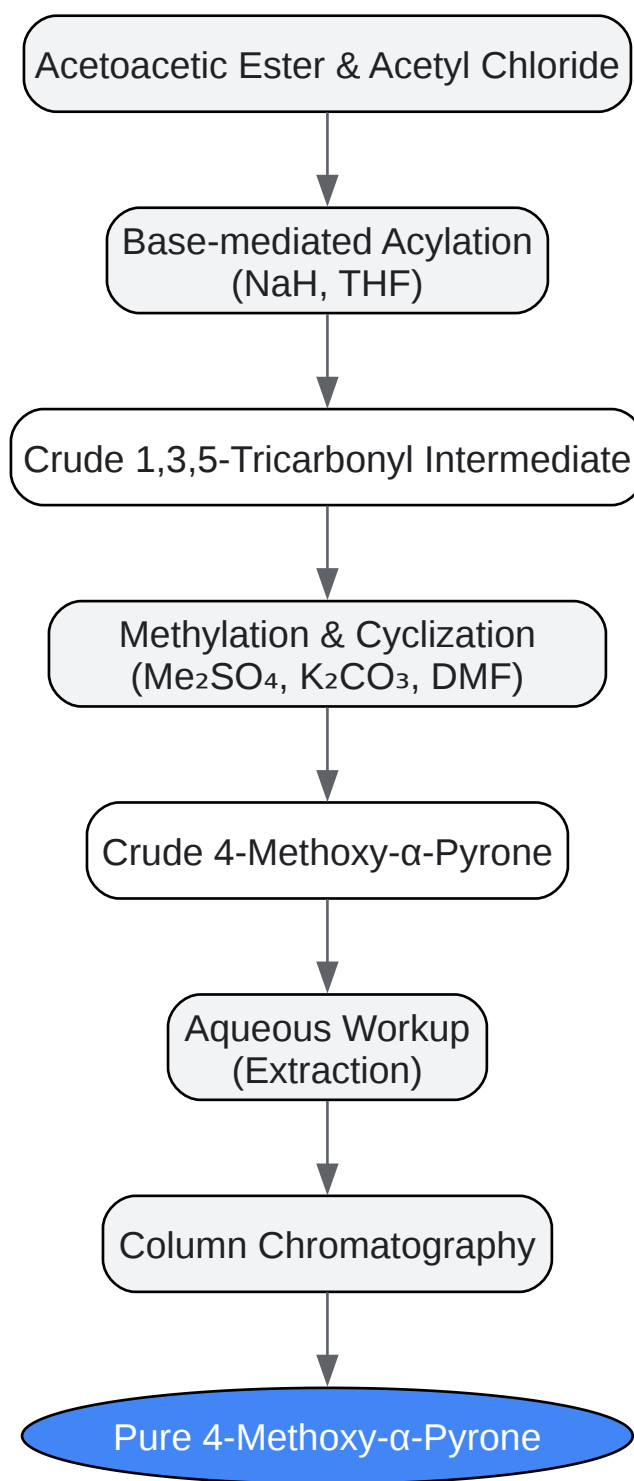 Acetoacetic Ester & Acetyl Chloride
Base-mediated Acylation
(NaH, THF)
Crude 1,3,5-Tricarbonyl Intermediate
Methylation & Cyclization
(Me₂SO₄, K₂CO₃, DMF)
Crude 4-Methoxy-α-Pyrone
Aqueous Workup
(Extraction)
Column Chromatography
Pure 4-Methoxy-α-Pyrone